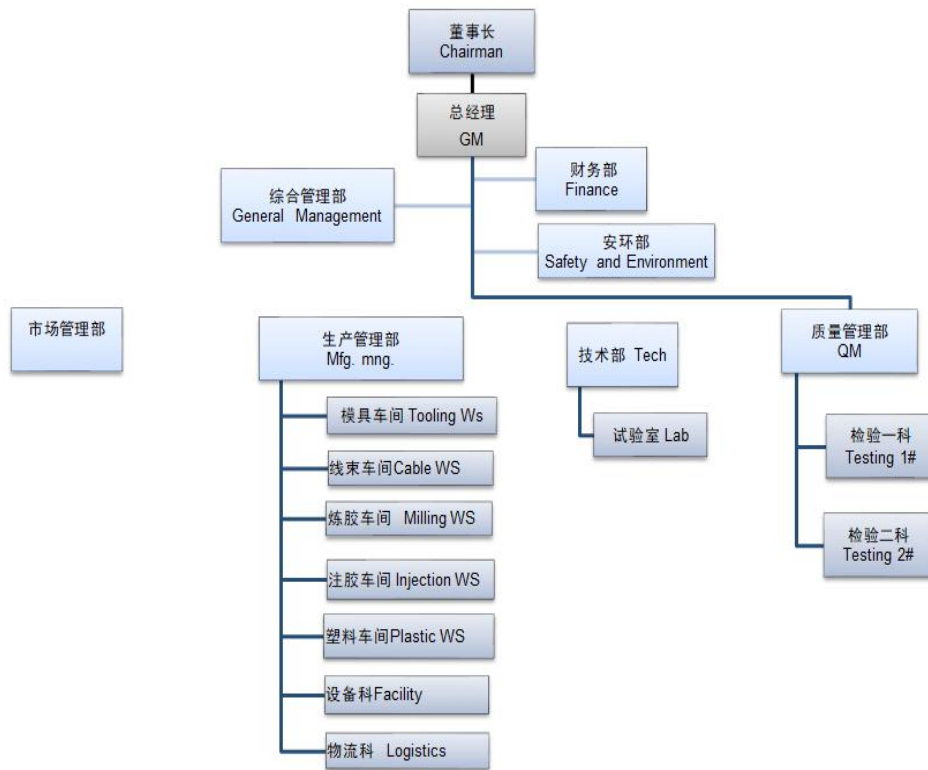 董事长
Chairman
总经理
GM
综合管理部
General Management
财务部
Finance
安环部
Safety and Environment
市场管理部
生产管理部
Mfg. mng.
技术部 Tech
质量管理部
QM
模具车间 Tooling Ws
线束车间Cable WS
炼胶车间 Milling WS
注胶车间 Injection WS
塑料车间Plastic WS
设备科Facility
物流科 Logistics
试验室 Lab
检验一科
Testing 1#
检验二科
Testing 2#